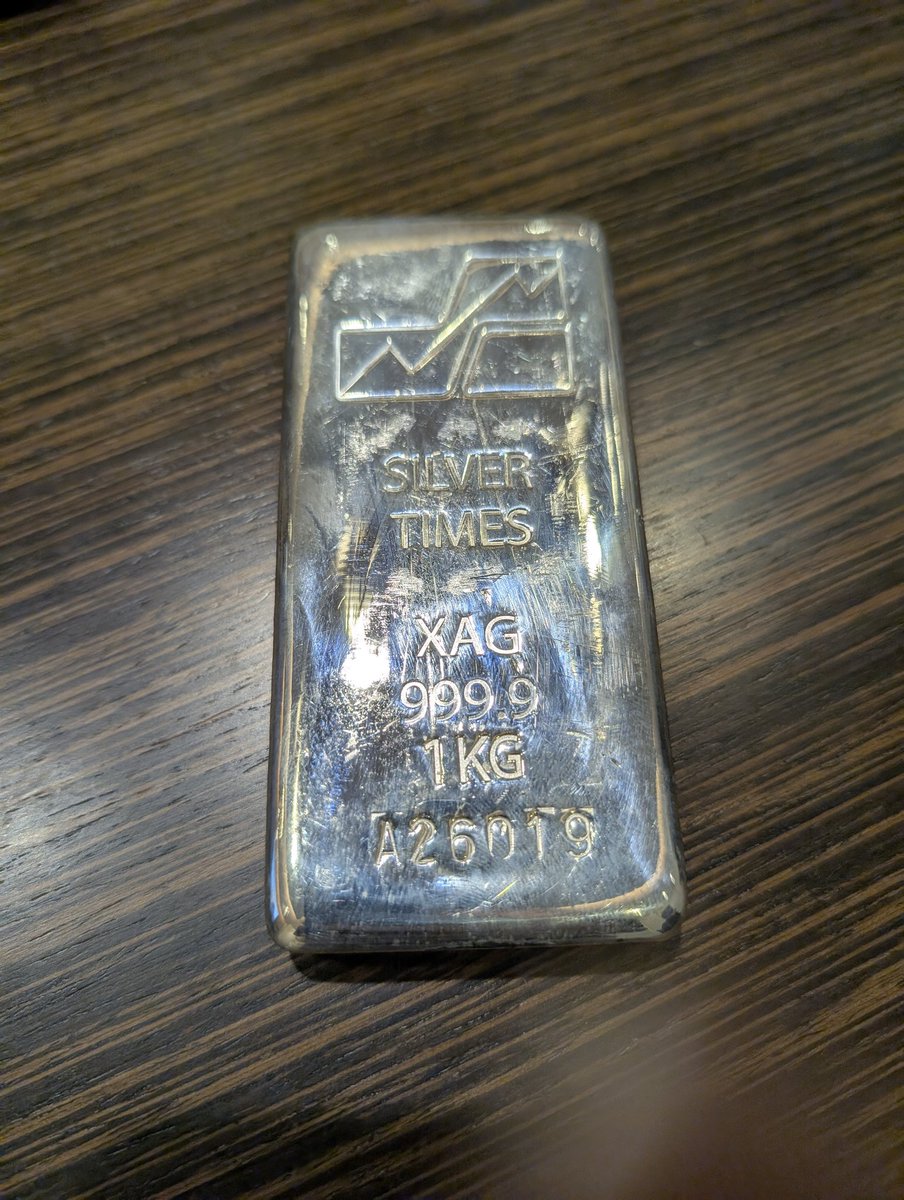 SILVER
TIMES
XAG
999.9
1KG
A26019